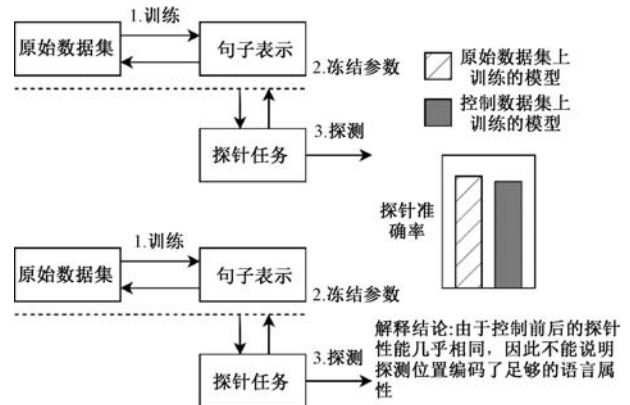 1.训练
原始数据集
句子表示
2.冻结参数
3.探测
探针任务
原始数据集上
训练的模型
控制数据集上
训练的模型
探针准
确率
1.训练
原始数据集
句子表示
2.冻结参数
3.探测
探针任务
解释结论:由于控制前后的探针
性能几乎相同，因此不能说明
探测位置编码了足够的语言属
性